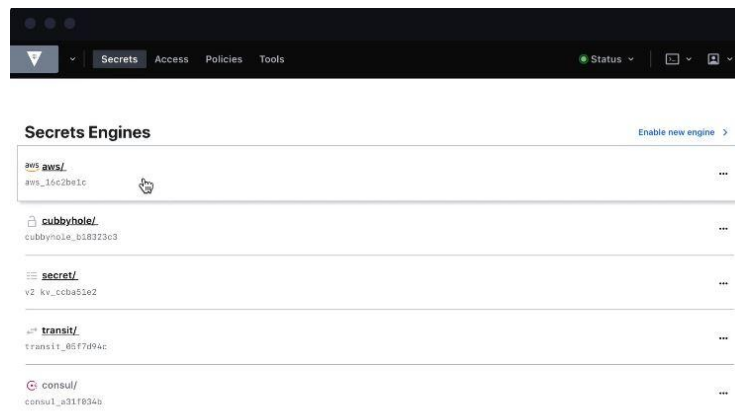 Secrets Access Policies Tools Status
Secrets Engines
Enable new engine
aws aws/
aws_16c2be1c
cubbyhole/
cubbyhole_b18323c3
secret/
v2 kv_ccba51e2
transit/
transit_05f7d94c
consul/
consul_a31f034b